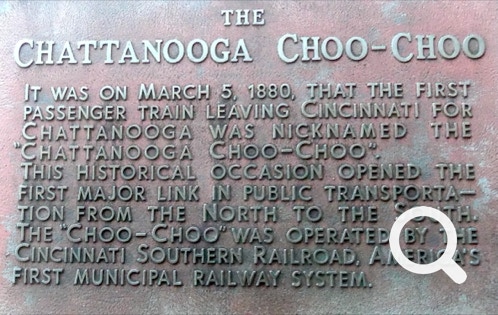 THE
CHATTANOOGA CHOO-CHOO
IT WAS ON MARCH 5, 1880, THAT THE FIRST
PASSENGER TRAIN LEAVING CINCINNATI FOR
CHATTANOOGA WAS NICKNAMED THE
"CHATTANOOGA CHOO-CHOO".
THIS HISTORICAL OCCASION OPENED THE
FIRST MAJOR LINK IN PUBLIC TRANSPORTA-
TION FROM THE NORTH TO THE SOUTH.
THE "CHOO-CHOO" WAS OPERATED BY THE
CINCINNATI SOUTHERN RAILROAD, AMERICA'S
FIRST MUNICIPAL RAILWAY SYSTEM.